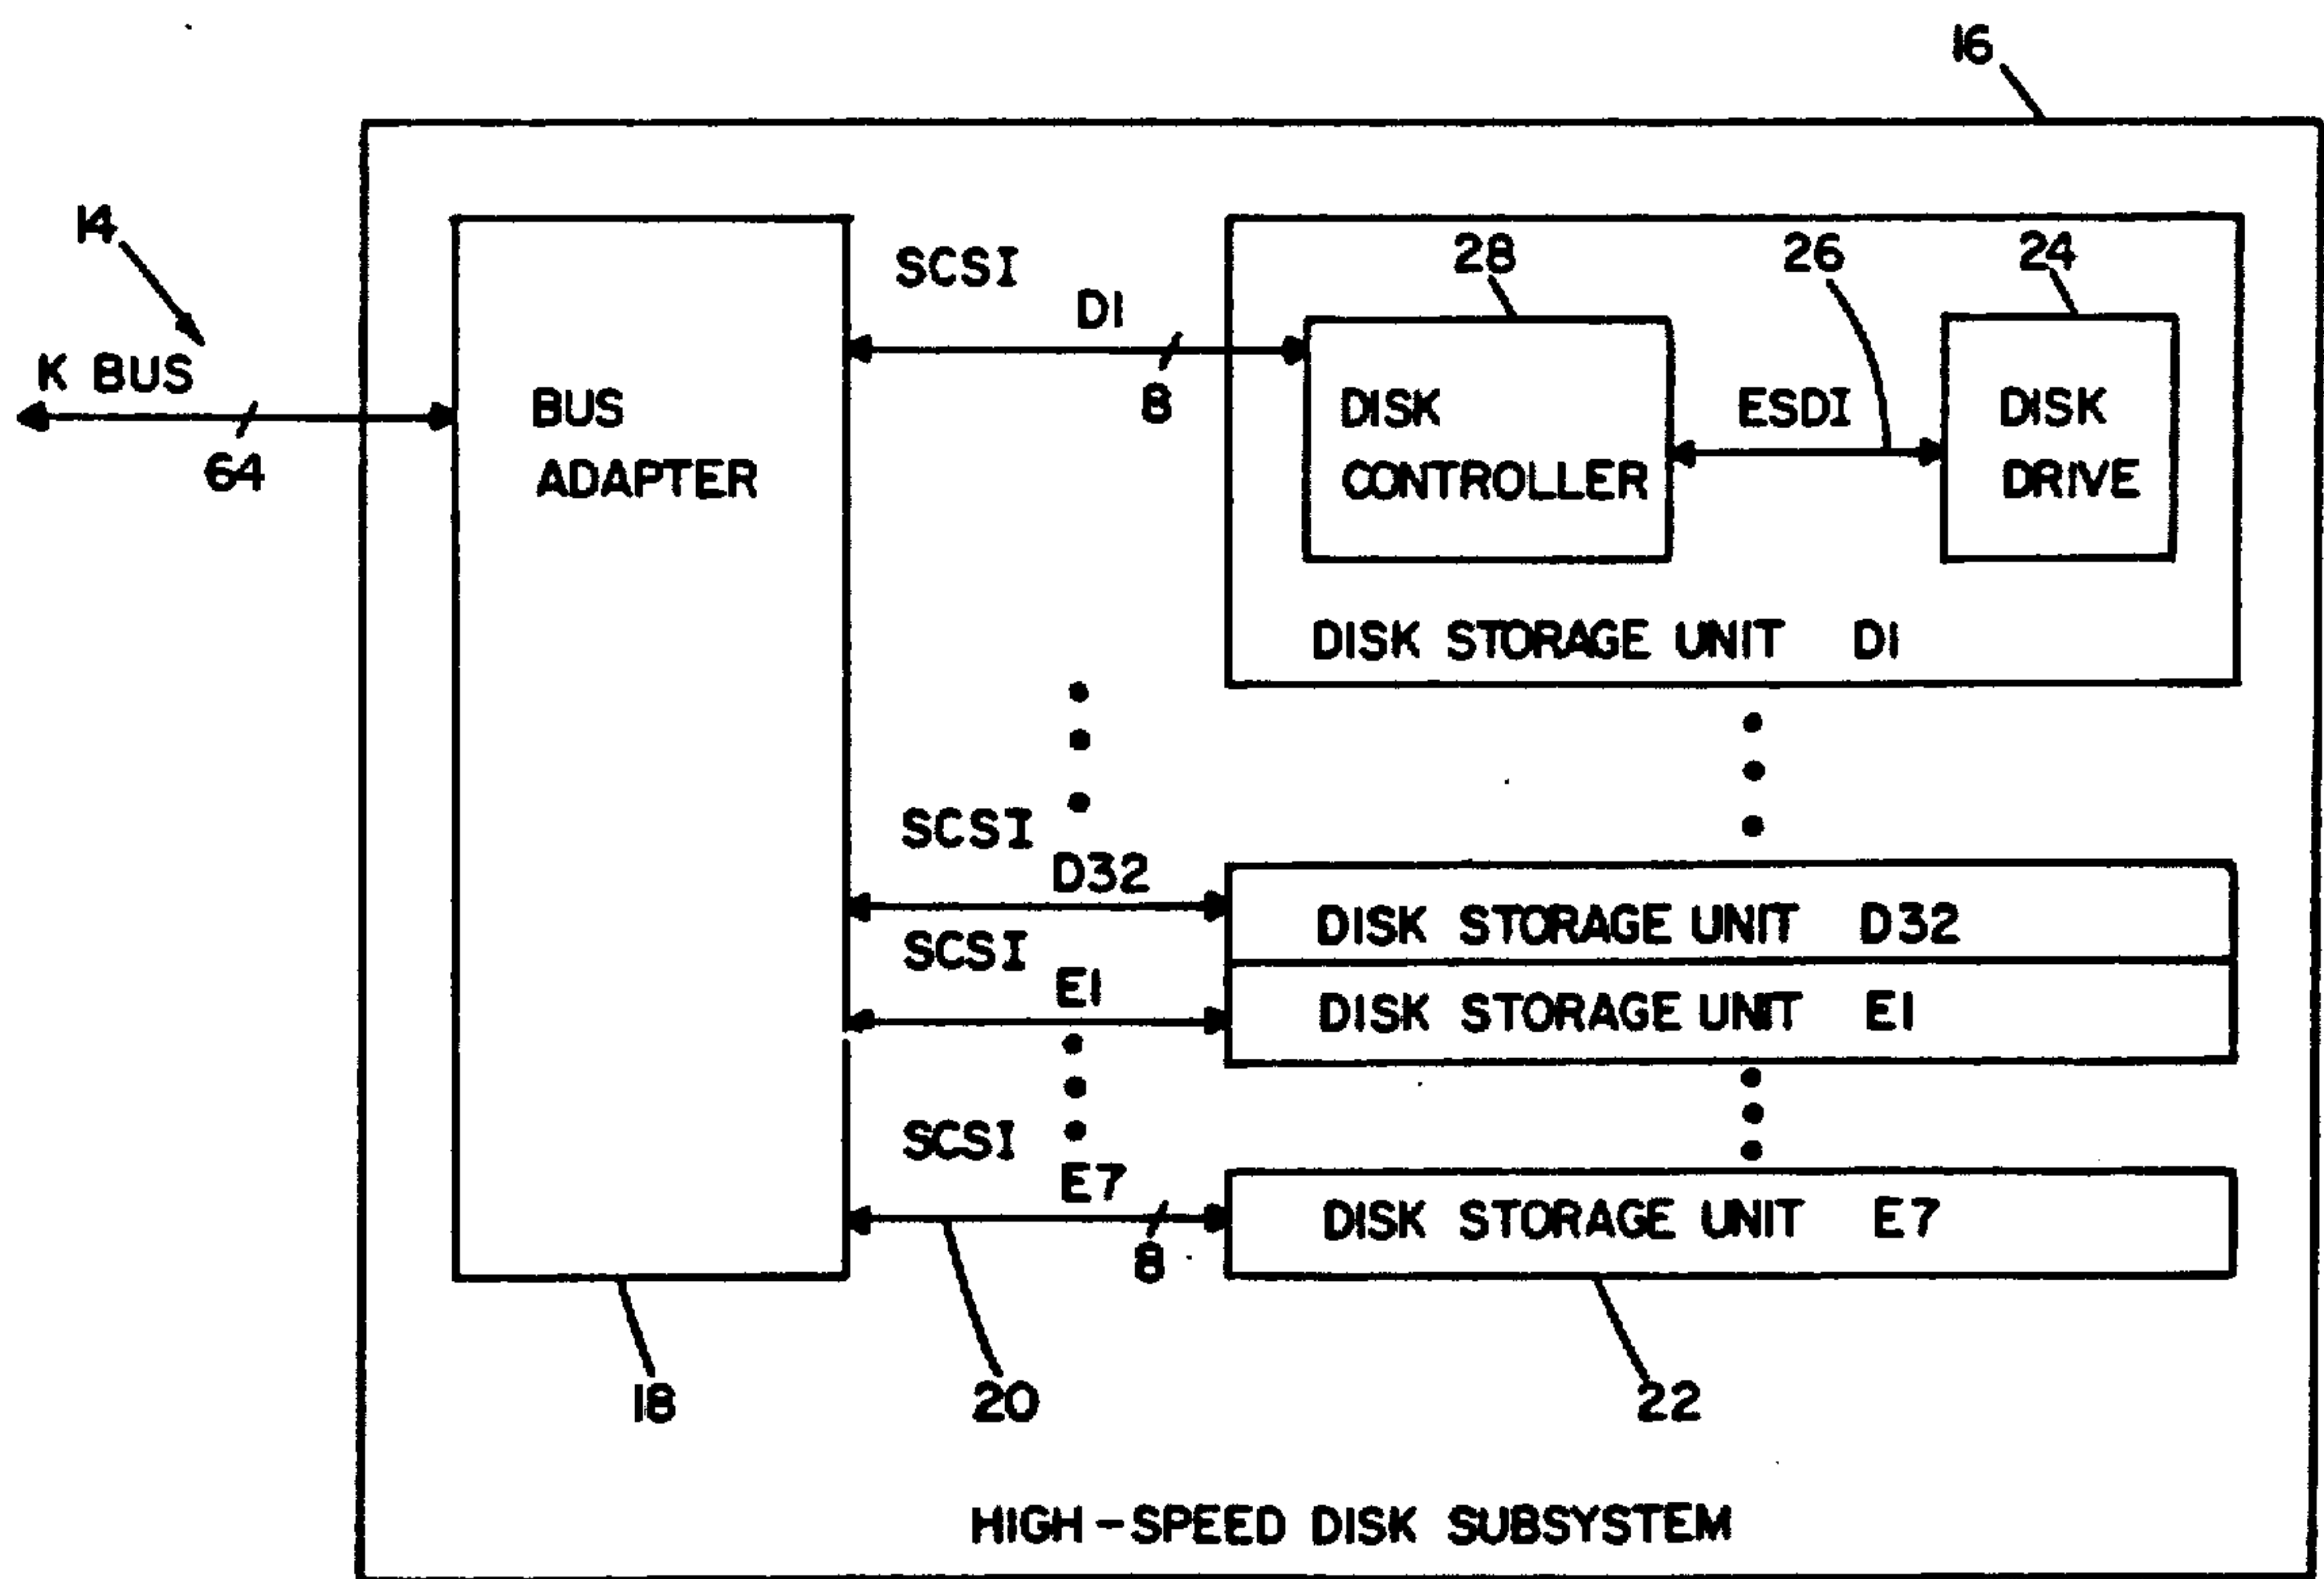 16
14
K BUS
64
BUS
ADAPTER
SCSI
D1
8
28
26
24
DISK
CONTROLLER
ESDI
DISK
DRIVE
DISK STORAGE UNIT D1
SCSI
D32
DISK STORAGE UNIT D32
SCSI
E1
DISK STORAGE UNIT E1
SCSI
E7
8
DISK STORAGE UNIT E7
18
20
22
HIGH-SPEED DISK SUBSYSTEM